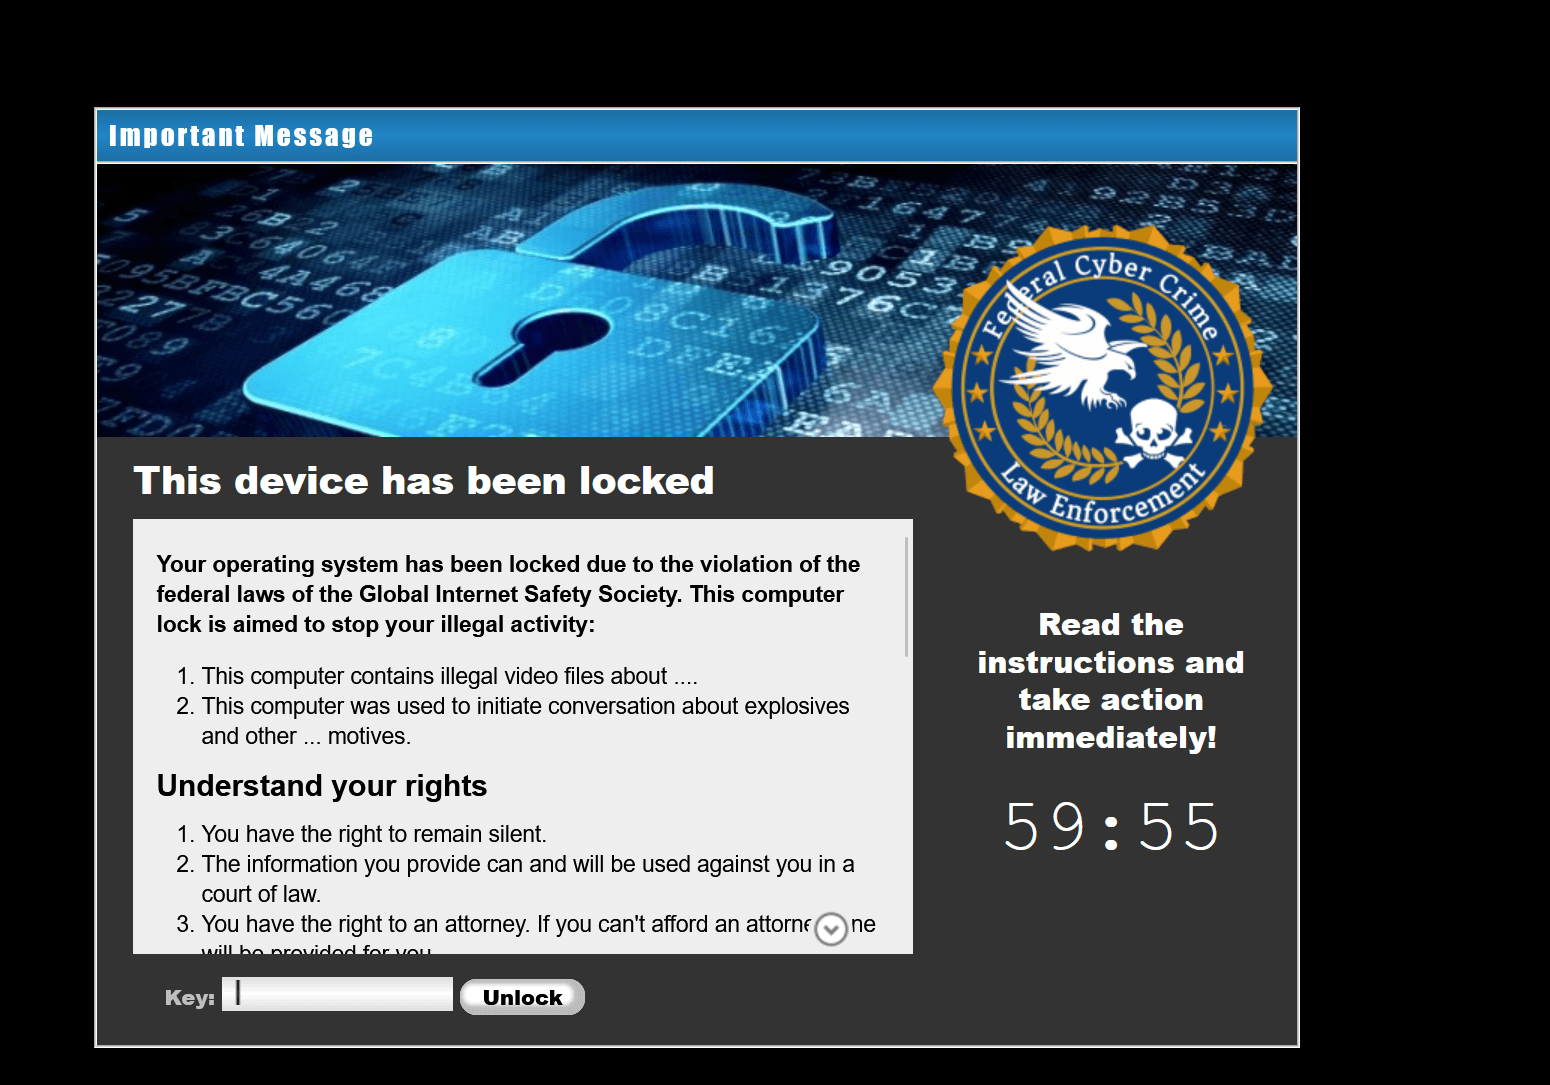 Important Message
Federal Cyber Crime
Law Enforcement
This device has been locked
Your operating system has been locked due to the violation of the
federal laws of the Global Internet Safety Society. This computer
lock is aimed to stop your illegal activity:
1. This computer contains illegal video files about ....
2. This computer was used to initiate conversation about explosives
and other ... motives.
Understand your rights
1. You have the right to remain silent.
2. The information you provide can and will be used against you in a
court of law.
3. You have the right to an attorney. If you can't afford an attorne ne
will be provided for you
Read the
instructions and
take action
immediately!
59:55
Key:
Unlock